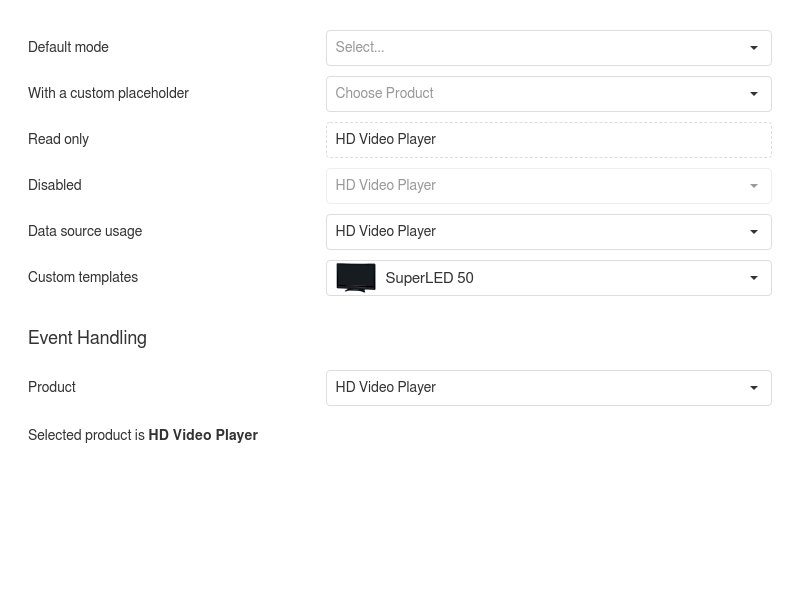 Default mode Select...
With a custom placeholder Choose Product
Read only HD Video Player
Disabled HD Video Player
Data source usage HD Video Player
Custom templates SuperLED 50
Event Handling
Product HD Video Player
Selected product is HD Video Player